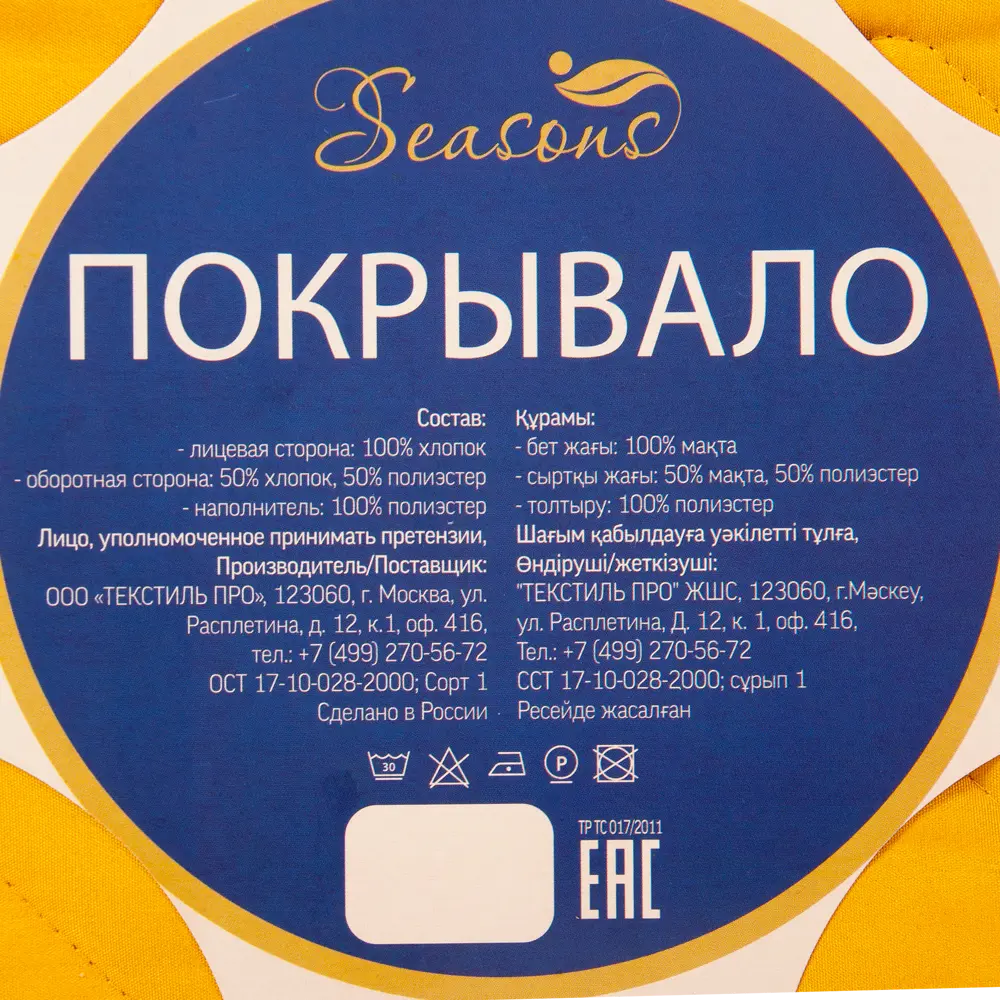 Seasons
ПОКРЫВАЛО
Состав:
- лицевая сторона: 100% хлопок
- оборотная сторона: 50% хлопок, 50% полиэстер
- наполнитель: 100% полиэстер
Лицо, уполномоченное принимать претензии,
Производитель/Поставщик:
ООО «ТЕКСТИЛЬ ПРО», 123060, г. Москва, ул.
Расплетина, д. 12, к.1, оф. 416,
тел.: +7 (499) 270-56-72
ОСТ 17-10-028-2000; Сорт 1
Сделано в России
Құрамы:
- бет жағы: 100% мақта
- сыртқы жағы: 50% мақта, 50% полиэстер
- толтыру: 100% полиэстер
Шағым қабылдауға уәкілетті тұлға,
Өндіруші/жеткізуші:
"ТЕКСТИЛЬ ПРО" ЖШС, 123060, г.Мәскеу,
ул. Расплетина, Д. 12, к. 1, оф. 416,
Тел.: +7 (499) 270-56-72
ССТ 17-10-028-2000; сұрып 1
Ресейде жасалған
30
P
ТР ТС 017/2011
EAC